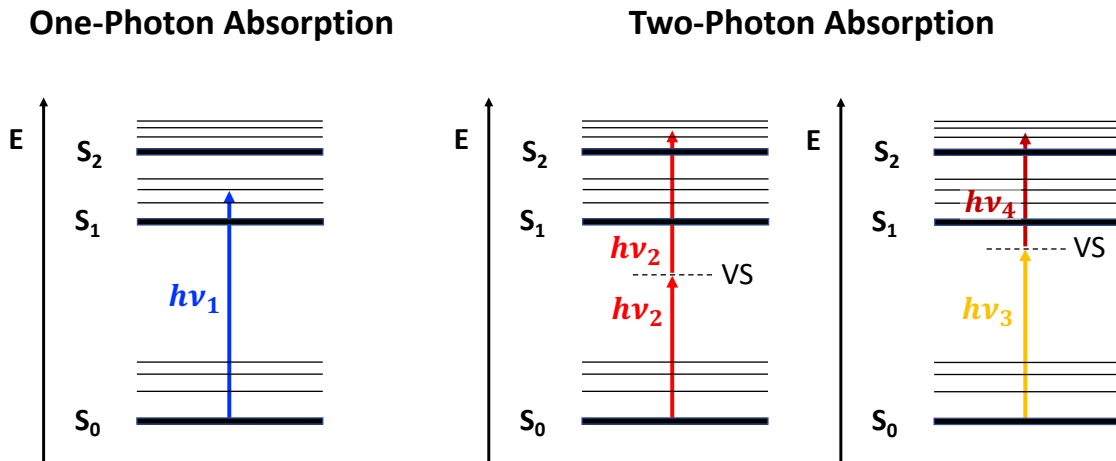 One-Photon Absorption
Two-Photon Absorption
E
S₂
S₁
hν₁
S₀
E
S₂
S₁
hν₂
VS
hν₂
S₀
E
S₂
hν₄
S₁
VS
hν₃
S₀